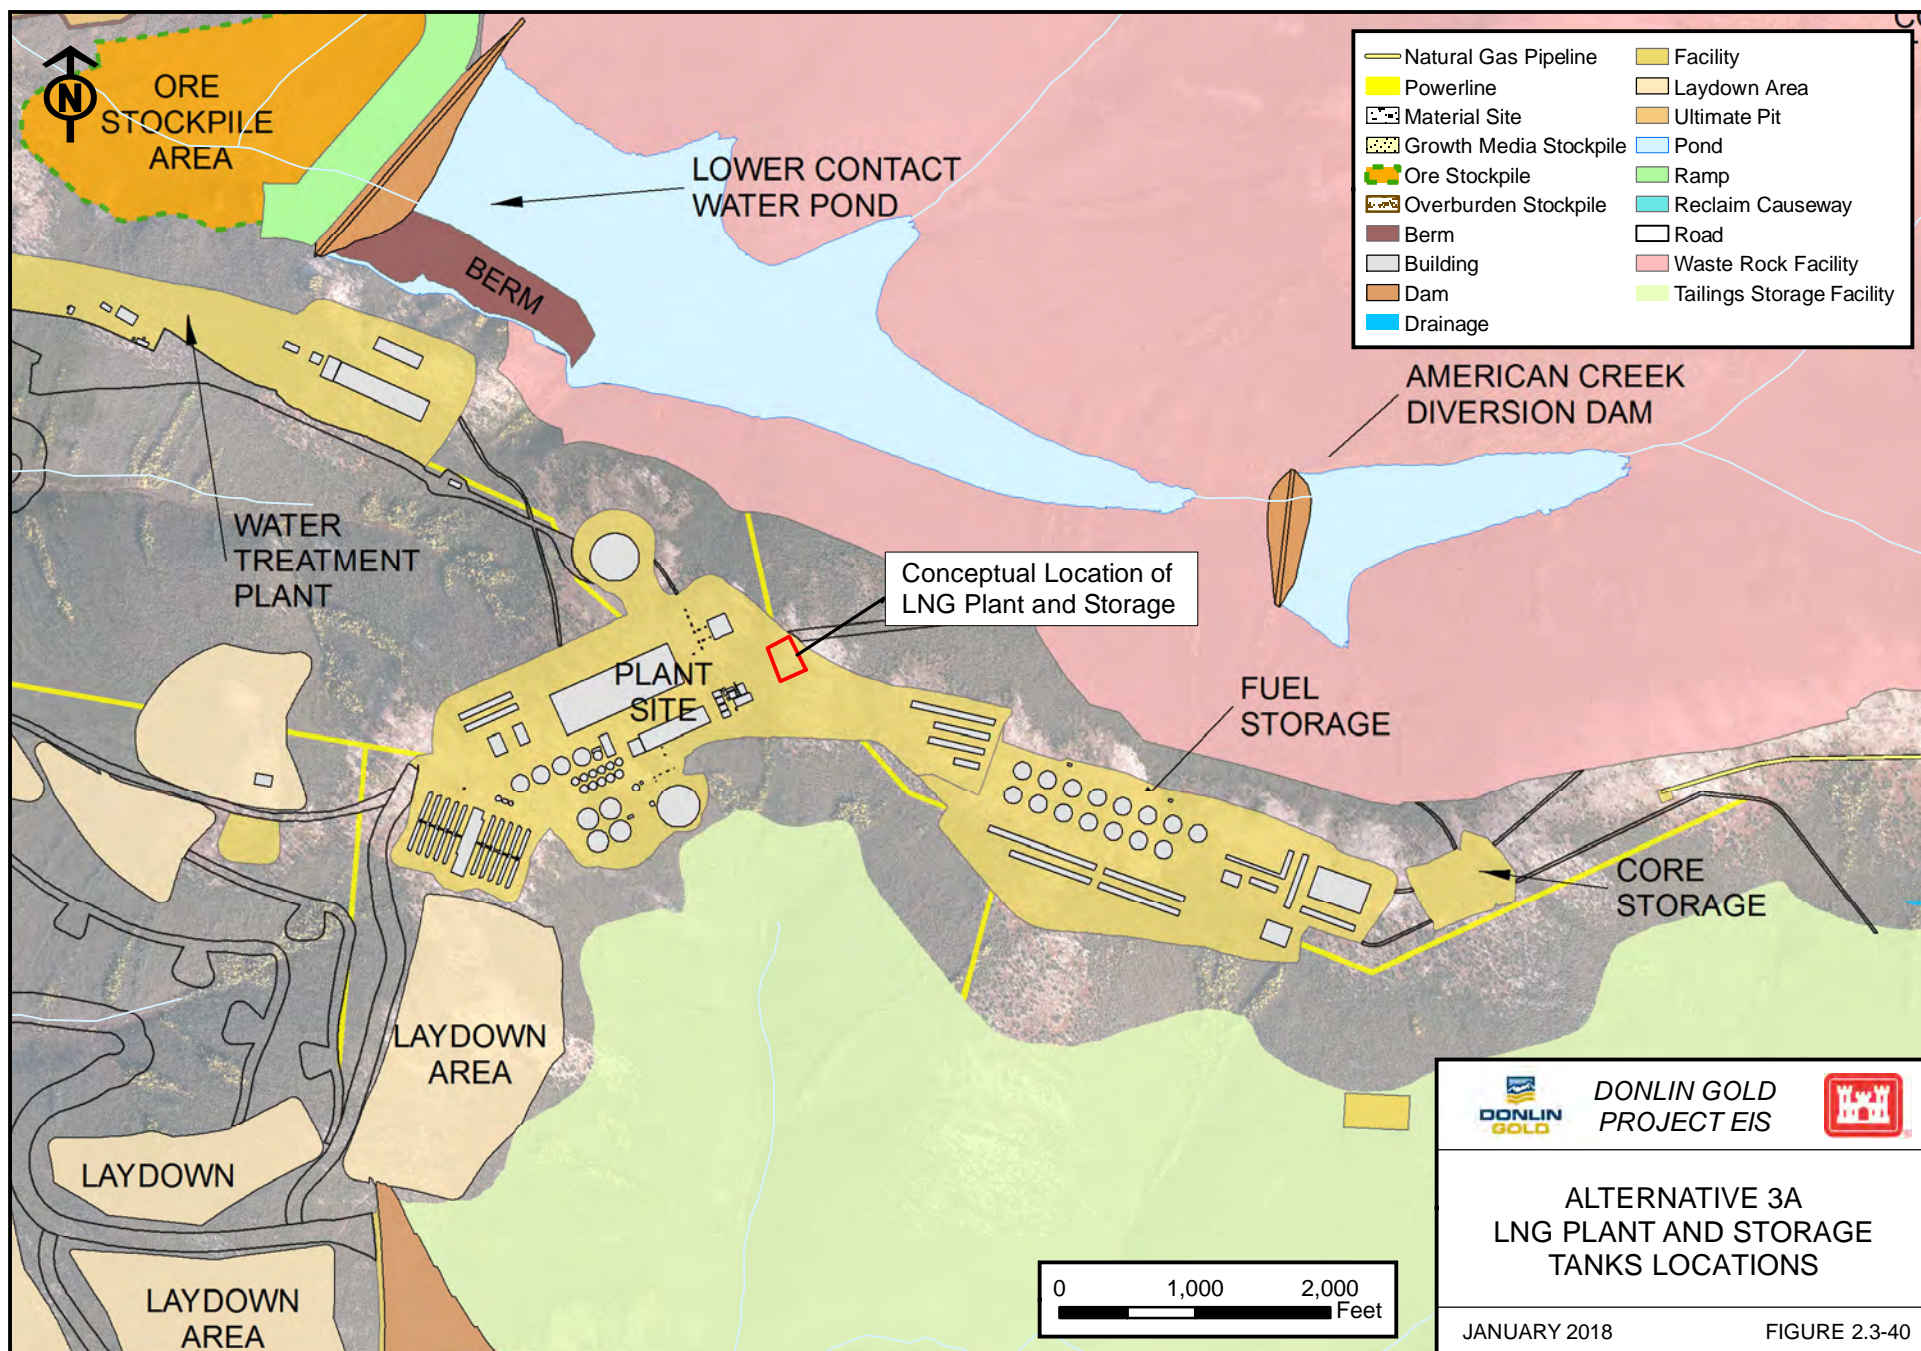 N
ORE
STOCKPILE
AREA
LOWER CONTACT
WATER POND
BERM
Natural Gas Pipeline
Powerline
Material Site
Growth Media Stockpile
Ore Stockpile
Overburden Stockpile
Berm
Building
Dam
Drainage
Facility
Laydown Area
Ultimate Pit
Pond
Ramp
Reclaim Causeway
Road
Waste Rock Facility
Tailings Storage Facility
AMERICAN CREEK
DIVERSION DAM
WATER
TREATMENT
PLANT
Conceptual Location of
LNG Plant and Storage
PLANT
SITE
FUEL
STORAGE
CORE
STORAGE
LAYDOWN
AREA
LAYDOWN
LAYDOWN
AREA
0 1,000 2,000
Feet
DONLIN
GOLD
DONLIN GOLD
PROJECT EIS
ALTERNATIVE 3A
LNG PLANT AND STORAGE
TANKS LOCATIONS
JANUARY 2018 FIGURE 2.3-40